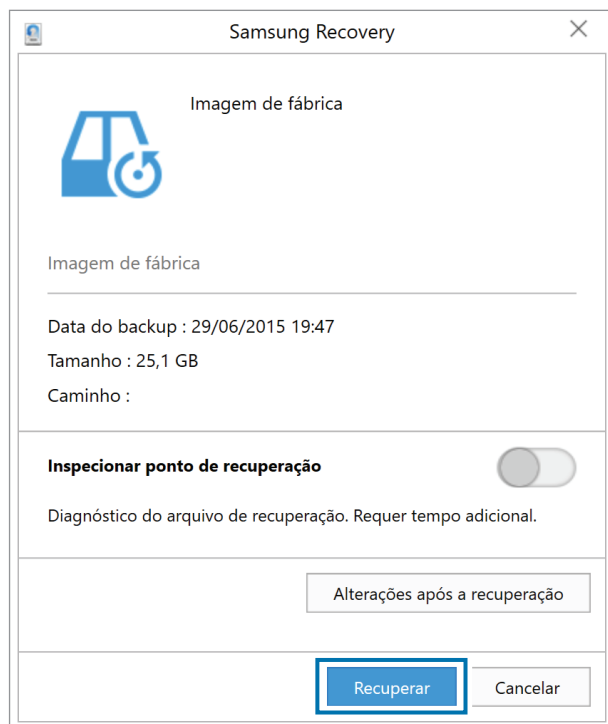 Samsung Recovery
Imagem de fábrica
Imagem de fábrica
Data do backup : 29/06/2015 19:47
Tamanho : 25,1 GB
Caminho :
Inspecionar ponto de recuperação
Diagnóstico do arquivo de recuperação. Requer tempo adicional.
Alterações após a recuperação
Recuperar
Cancelar